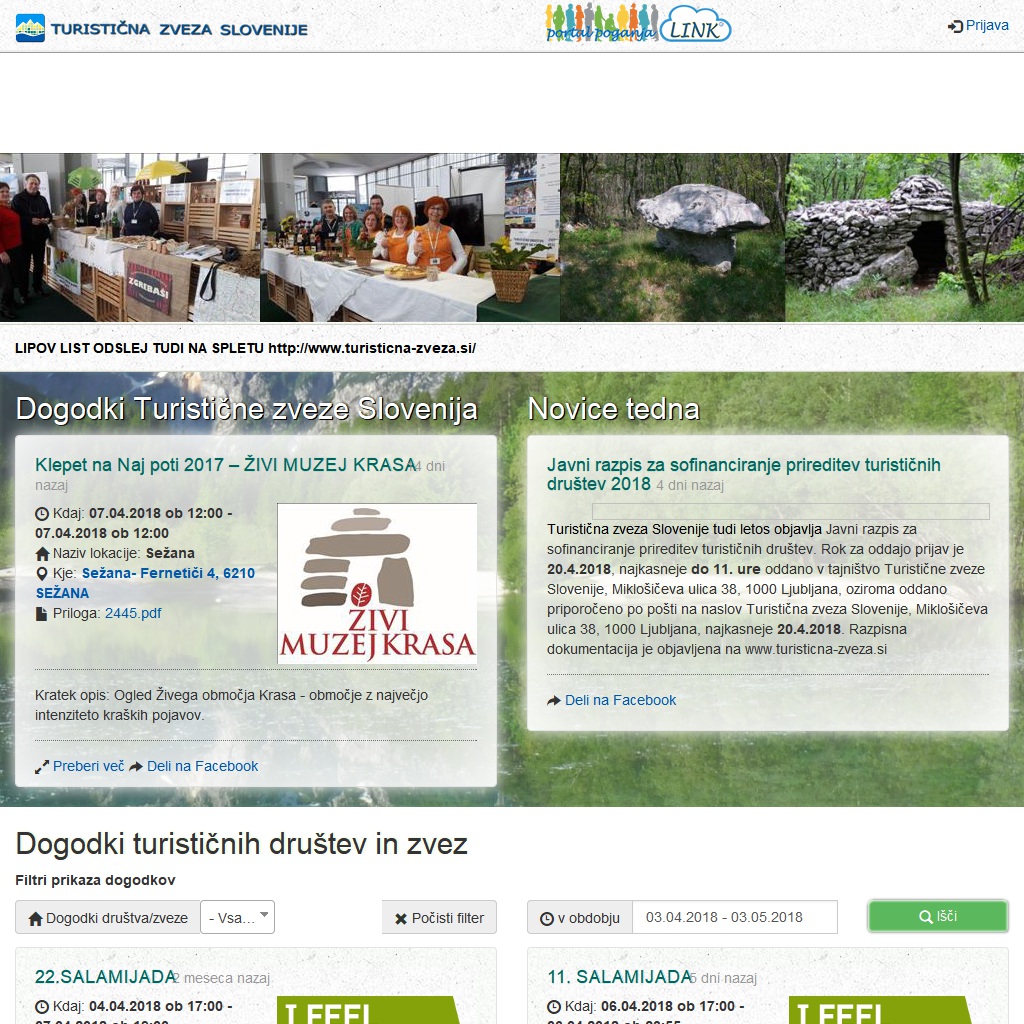 TURISTIČNA ZVEZA SLOVENIJE
portal poganja LINK
Prijava
ZGREBAŠI
LIPOV LIST ODSLEJ TUDI NA SPLETU http://www.turisticna-zveza.si/
Dogodki Turistične zveze Slovenija
Klepet na Naj poti 2017 – ŽIVI MUZEJ KRASA 4 dni
nazaj
Kdaj: 07.04.2018 ob 12:00 -
07.04.2018 ob 12:00
Naziv lokacije: Sežana
Kje: Sežana- Fernetiči 4, 6210
SEŽANA
Priloga: 2445.pdf
ŽIVI
MUZEJ KRASA
Kratek opis: Ogled Živega območja Krasa - območje z največjo
intenziteto kraških pojavov.
Preberi več Deli na Facebook
Novice tedna
Javni razpis za sofinanciranje prireditev turističnih
društev 2018 4 dni nazaj
Turistična zveza Slovenije tudi letos objavlja Javni razpis za
sofinanciranje prireditev turističnih društev. Rok za oddajo prijav je
20.4.2018, najkasneje do 11. ure oddano v tajništvo Turistične zveze
Slovenije, Miklošičeva ulica 38, 1000 Ljubljana, oziroma oddano
priporočeno po pošti na naslov Turistična zveza Slovenije, Miklošičeva
ulica 38, 1000 Ljubljana, najkasneje 20.4.2018. Razpisna
dokumentacija je objavljena na www.turisticna-zveza.si
Deli na Facebook
Dogodki turističnih društev in zvez
Filtri prikaza dogodkov
Dogodki društva/zveze - Vsa... Počisti filter v obdobju 03.04.2018 - 03.05.2018 Išči
22.SALAMIJADA 2 meseca nazaj
Kdaj: 04.04.2018 ob 17:00 -
I FEEL
11. SALAMIJADA 5 dni nazaj
Kdaj: 06.04.2018 ob 17:00 -
I FEEL